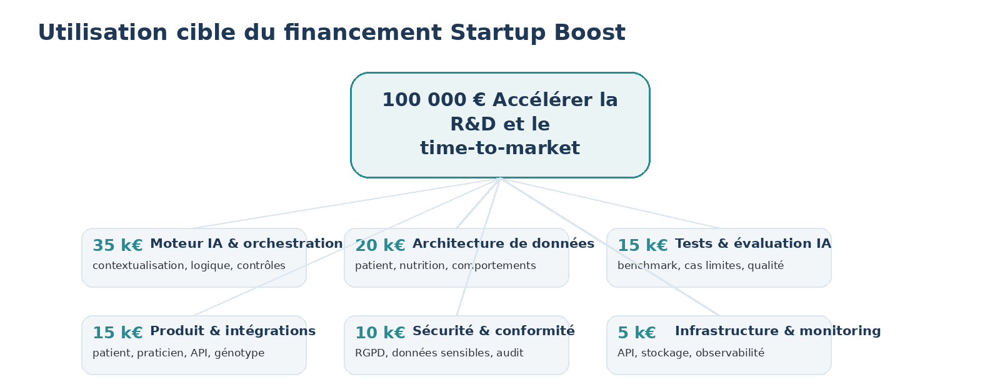 Utilisation cible du financement Startup Boost
100 000 € Accélérer la
R&D et le
time-to-market
35 k€ Moteur IA & orchestration
contextualisation, logique, contrôles
20 k€ Architecture de données
patient, nutrition, comportements
15 k€ Tests & évaluation IA
benchmark, cas limites, qualité
15 k€ Produit & intégrations
patient, praticien, API, génotype
10 k€ Sécurité & conformité
RGPD, données sensibles, audit
5 k€ Infrastructure & monitoring
API, stockage, observabilité